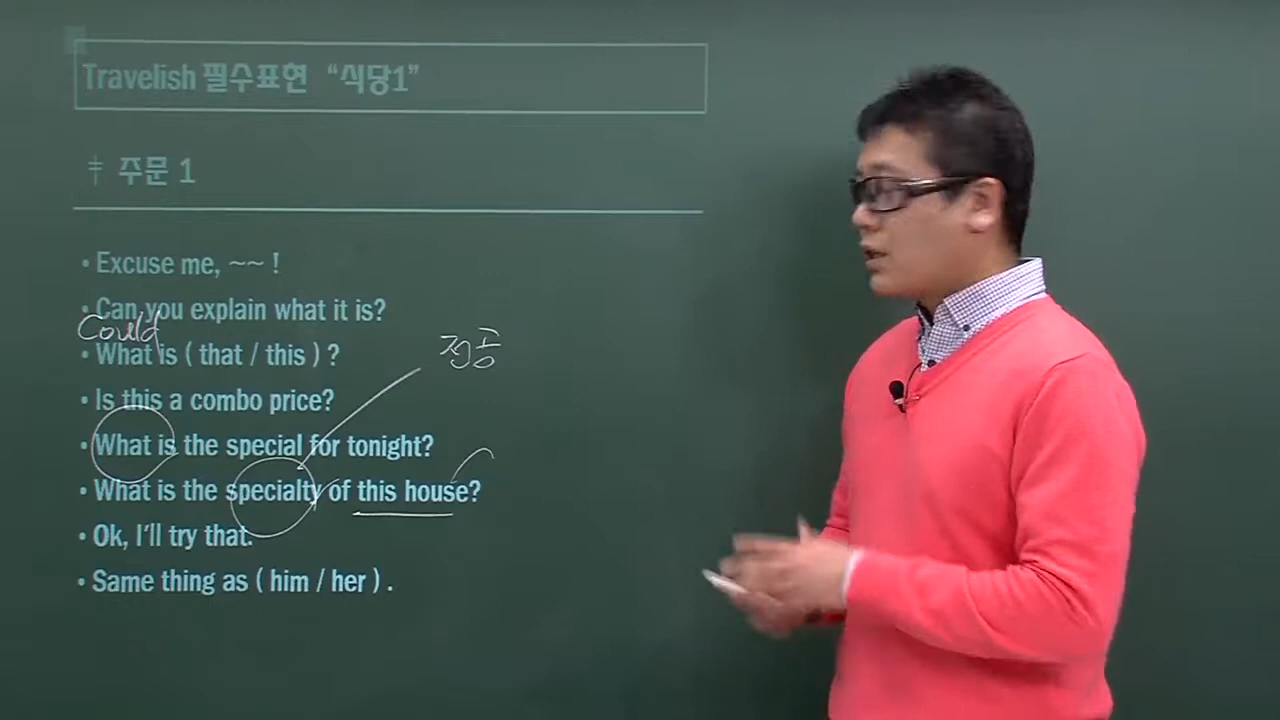 Travelish 필수표현 “식당1”
주문 1
• Excuse me, ~~ !
• Can you explain what it is?
Could
• What is ( that / this ) ?
전공
• Is this a combo price?
• What is the special for tonight?
• What is the specialty of this house?
• Ok, I'll try that.
• Same thing as ( him / her ) .